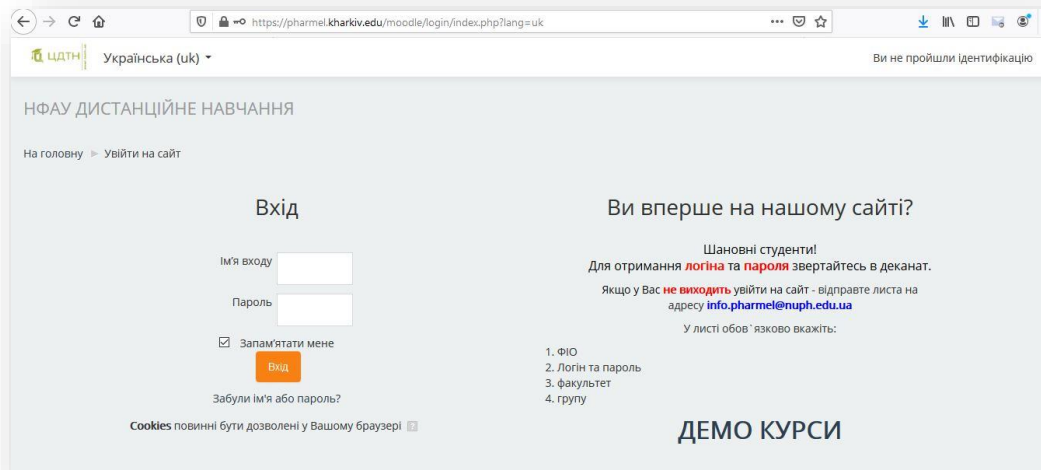 https://pharmel.kharkiv.edu/moodle/login/index.php?lang=uk
ЦДТН
Українська (uk)
Ви не пройшли ідентифікацію
НФАУ ДИСТАНЦІЙНЕ НАВЧАННЯ
На головну ► Увійти на сайт
Вхід
Ім'я входу
Пароль
Запам'ятати мене
Вхід
Забули ім'я або пароль?
Cookies повинні бути дозволені у Вашому браузері ?
Ви вперше на нашому сайті?
Шановні студенти!
Для отримання логіна та пароля звертайтесь в деканат.
Якщо у Вас не виходить увійти на сайт - відправте листа на
адресу info.pharmel@nuph.edu.ua
У листі обов`язково вкажіть:
1. ФІО
2. Логін та пароль
3. факультет
4. групу
ДЕМО КУРСИ